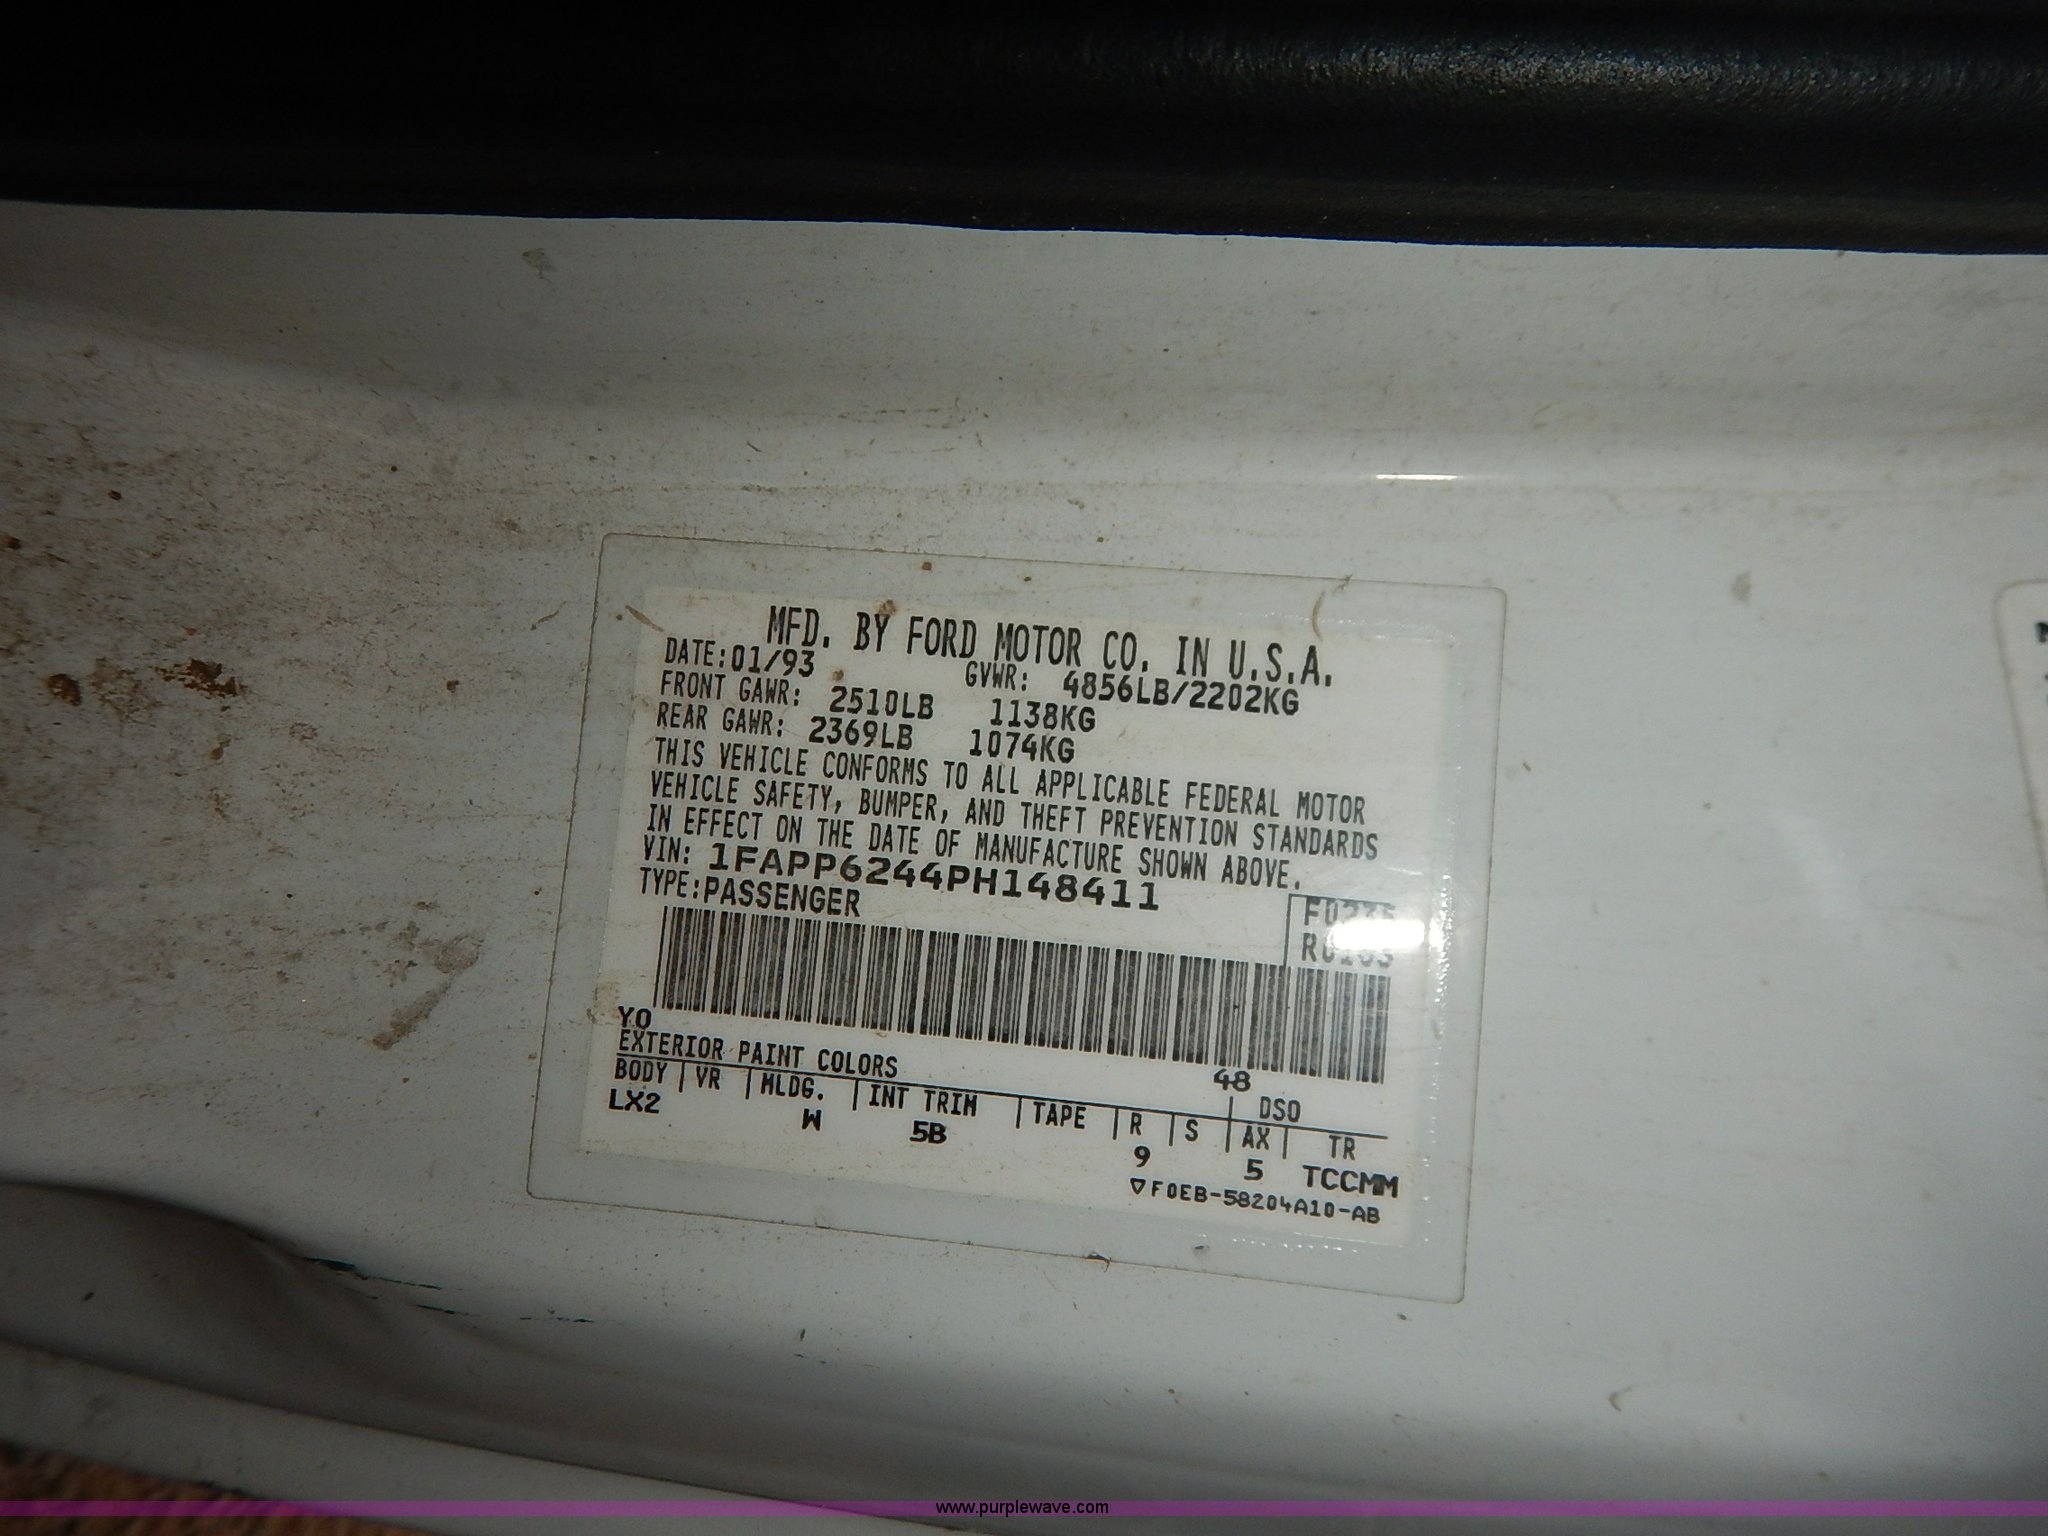 MFD. BY FORD MOTOR CO. IN U.S.A.
DATE:01/93 GVWR: 4856LB/2202KG
FRONT GAWR: 2510LB 1138KG
REAR GAWR: 2369LB 1074KG
THIS VEHICLE CONFORMS TO ALL APPLICABLE FEDERAL MOTOR
VEHICLE SAFETY, BUMPER, AND THEFT PREVENTION STANDARDS
IN EFFECT ON THE DATE OF MANUFACTURE SHOWN ABOVE.
VIN: 1FAPP6244PH148411
TYPE:PASSENGER
YO 48
EXTERIOR PAINT COLORS DSO
BODY VR MLDG. INT TRIM TAPE R S AX TR
LX2 W 5B 9 5 TCCMM
▽F0EB-58204A10-AB
www.purplewave.com